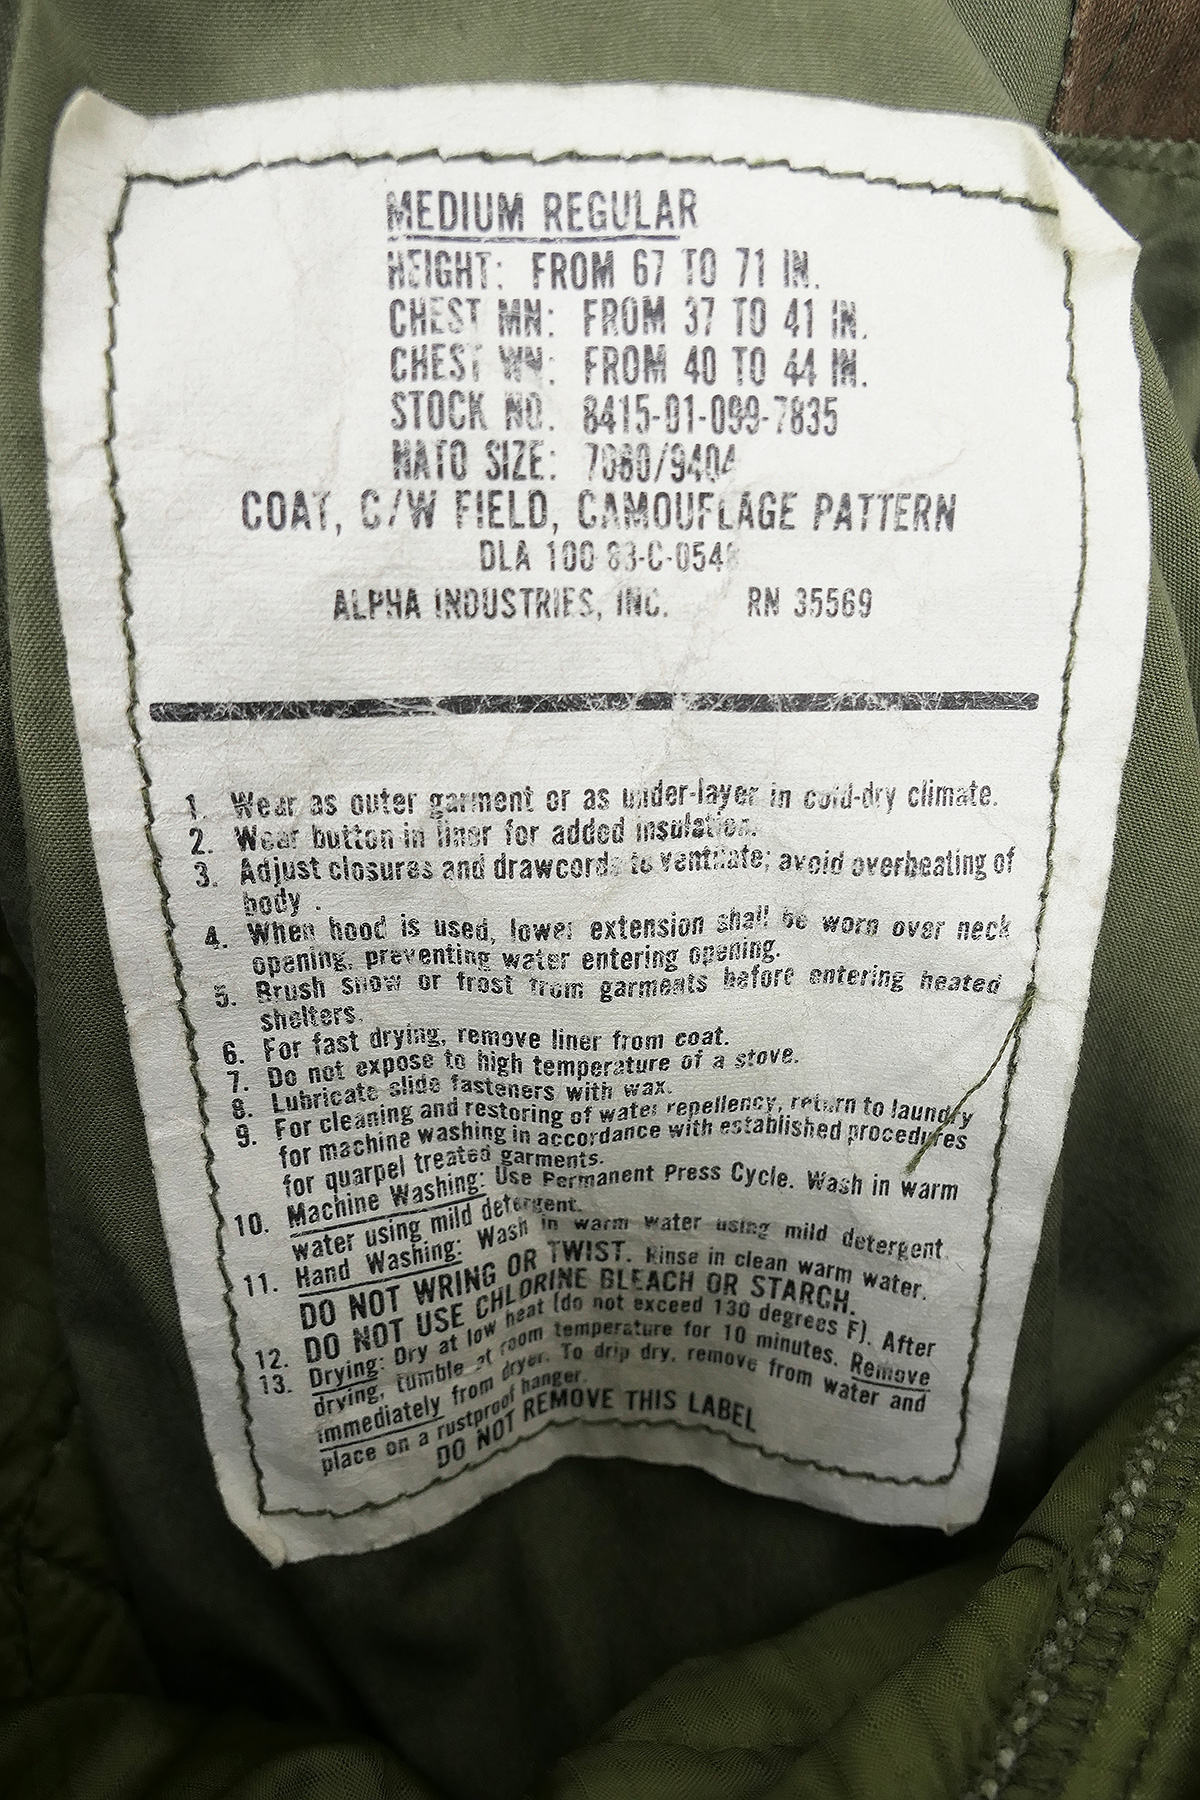 MEDIUM REGULAR
HEIGHT: FROM 67 TO 71 IN.
CHEST MN: FROM 37 TO 41 IN.
CHEST WN: FROM 40 TO 44 IN.
STOCK NO. 8415-01-099-7835
NATO SIZE: 7080/9404
COAT, C/W FIELD, CAMOUFLAGE PATTERN
DLA 100-83-C-0548
ALPHA INDUSTRIES, INC. RN 35569
1. Wear as outer garment or as under-layer in cold-dry climate.
2. Wear button in liner for added insulation.
3. Adjust closures and drawcords to ventilate; avoid overheating of
body .
4. When hood is used, lower extension shall be worn over neck
opening, preventing water entering opening.
5. Brush snow or frost from garments before entering heated
shelters.
6. For fast drying, remove liner from coat.
7. Do not expose to high temperature of a stove.
8. Lubricate slide fasteners with wax.
9. For cleaning and restoring of water repellency, return to laundry
for machine washing in accordance with established procedures
for quarpel treated garments.
10. Machine Washing: Use Permanent Press Cycle. Wash in warm
water using mild detergent.
11. Hand Washing: Wash in warm water using mild detergent.
DO NOT WRING OR TWIST. Rinse in clean warm water.
12. DO NOT USE CHLORINE BLEACH OR STARCH.
13. Drying: Dry at low heat (do not exceed 130 degrees F). After
drying, tumble at room temperature for 10 minutes. Remove
immediately from dryer. To drip dry, remove from water and
place on a rustproof hanger.
DO NOT REMOVE THIS LABEL